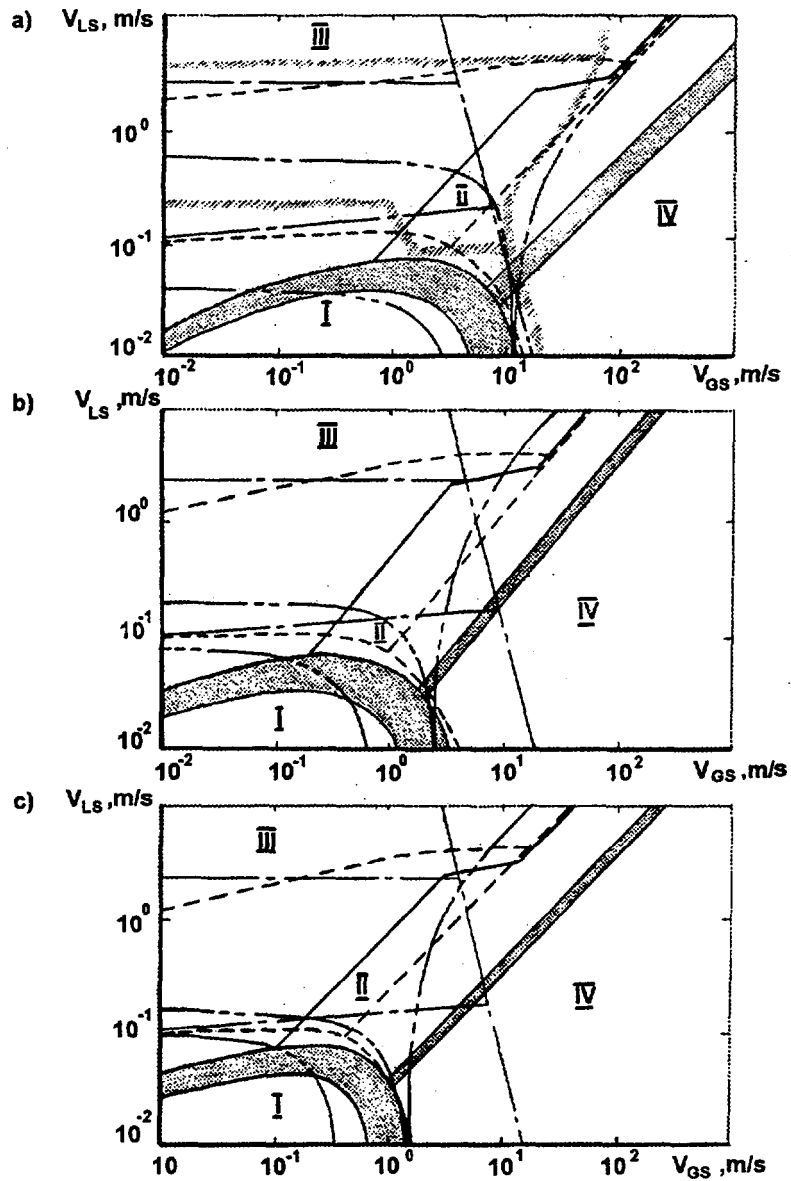 a) V_LS, m/s
III
10^0
II
IV
10^-1
I
10^-2
10^-2 10^-1 10^0 10^1 10^2 V_GS, m/s
b) V_LS, m/s
III
10^0
IV
II
10^-1
I
10^-2
10^-2 10^-1 10^0 10^1 10^2 V_GS, m/s
c) V_LS, m/s
III
10^0
II
IV
10^-1
I
10^-2
10 10^-1 10^0 10^1 10^2 V_GS, m/s